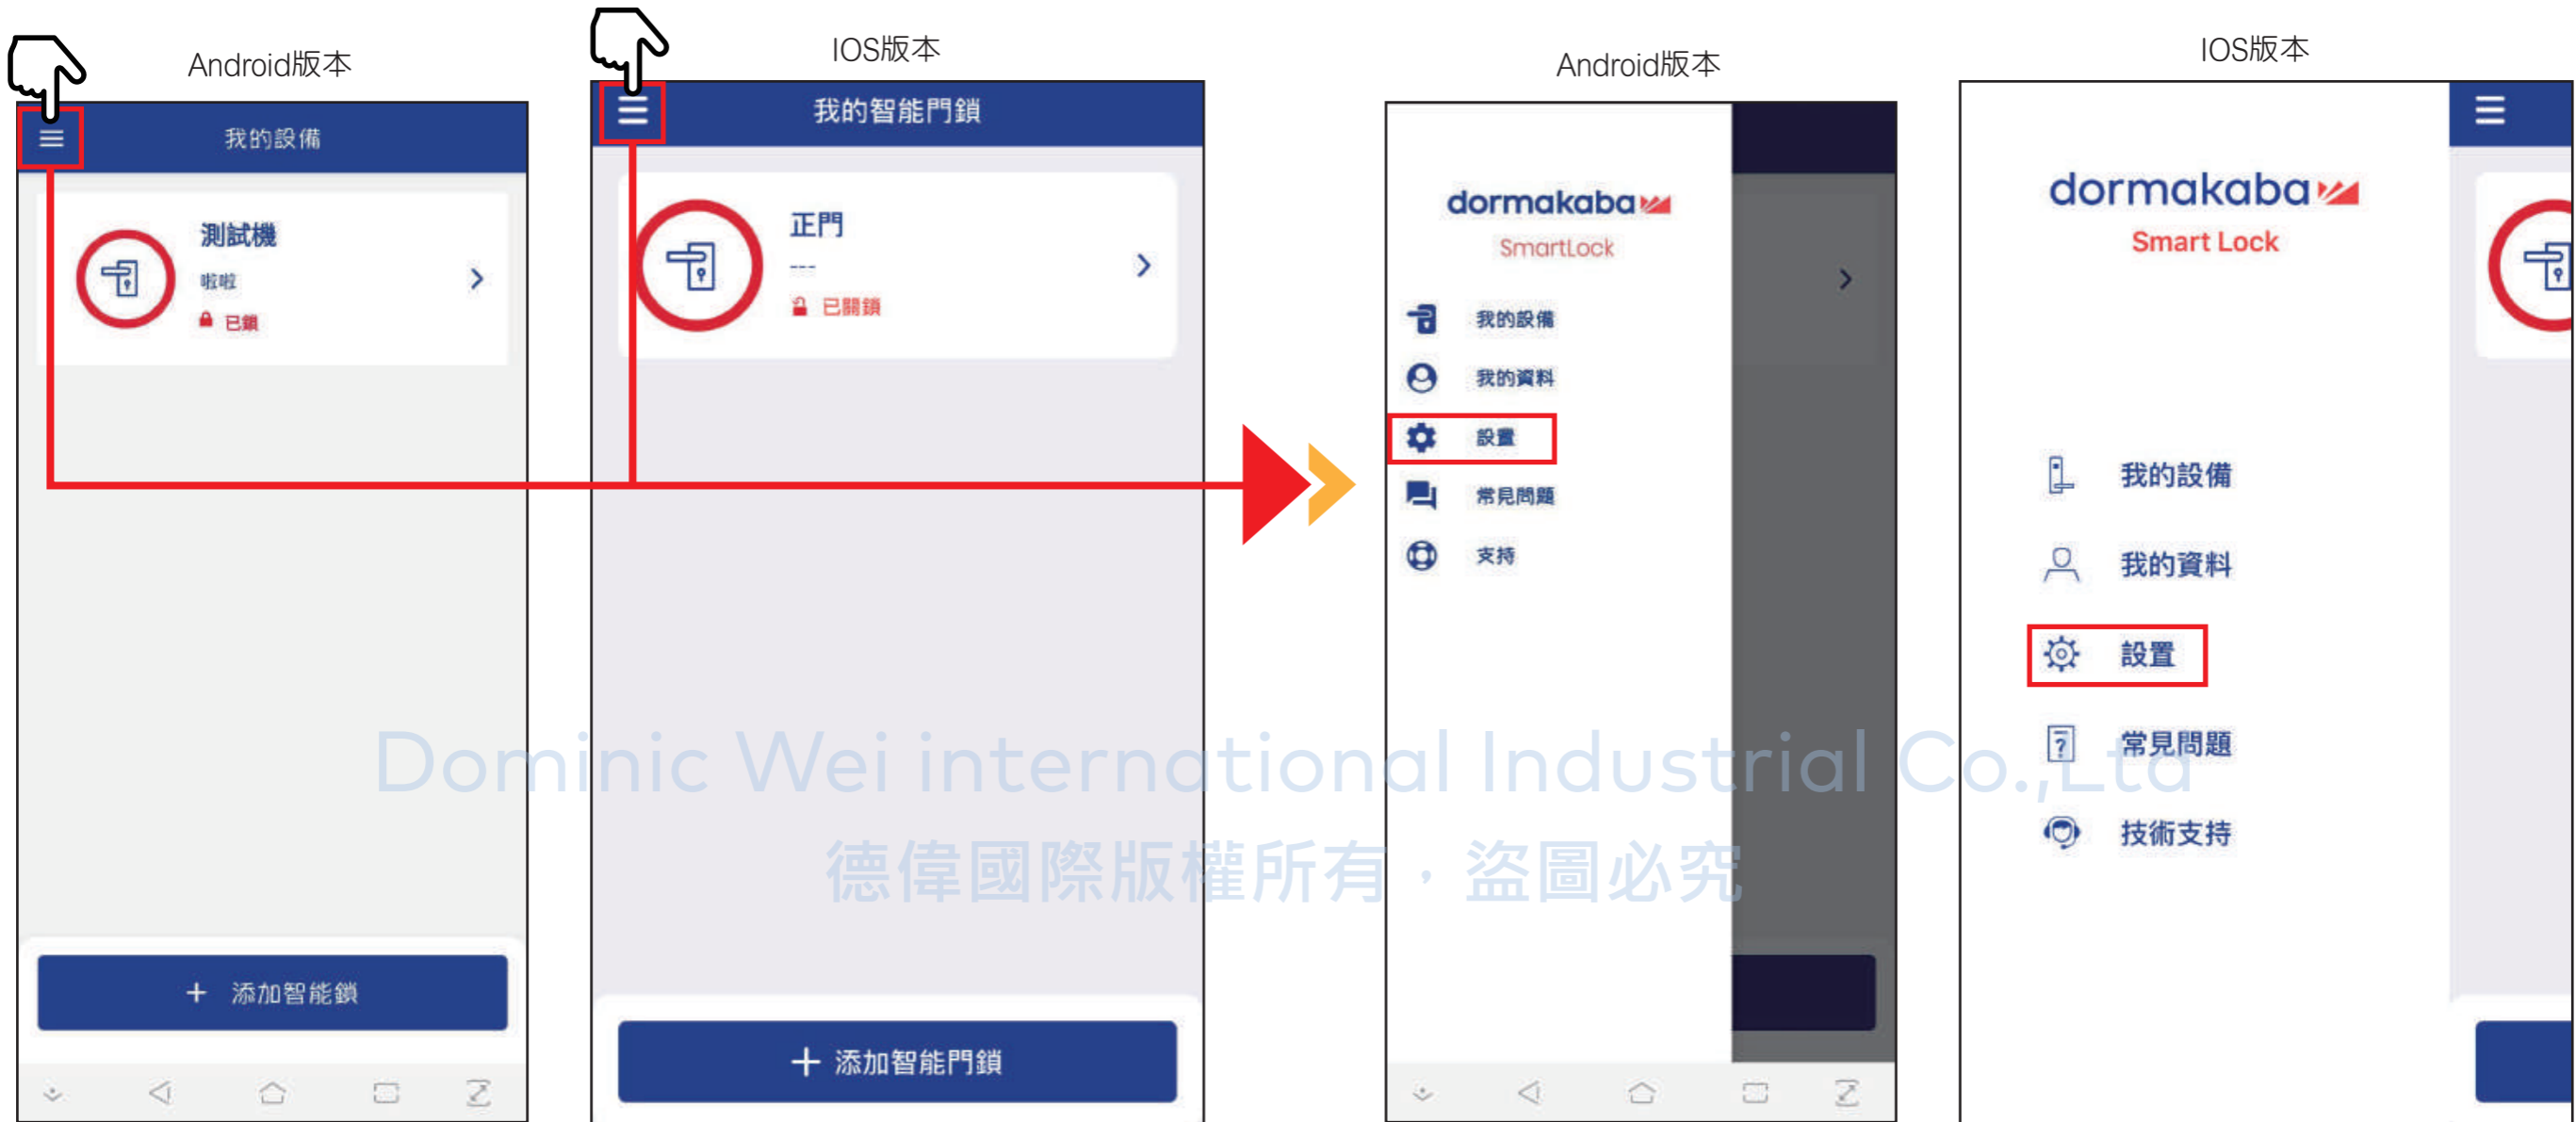 Android版本
我的設備
測試機
啦啦
已鎖
+ 添加智能鎖
IOS版本
我的智能門鎖
正門
---
已開鎖
+ 添加智能門鎖
Android版本
dormakaba
SmartLock
我的設備
我的資料
設置
常見問題
支持
IOS版本
dormakaba
Smart Lock
我的設備
我的資料
設置
常見問題
技術支持
Dominic Wei international Industrial Co.,Ltd
德偉國際版權所有，盜圖必究